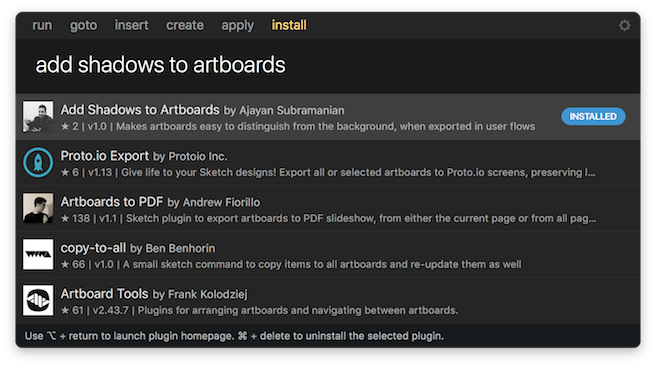 run goto insert create apply install
add shadows to artboards
Add Shadows to Artboards by Ajayan Subramanian
★ 2 | v1.0 | Makes artboards easy to distinguish from the background, when exported in user flows
INSTALLED
Proto.io Export by Protoio Inc.
★ 6 | v1.13 | Give life to your Sketch designs! Export all or selected artboards to Proto.io screens, preserving l...
Artboards to PDF by Andrew Fiorillo
★ 138 | v1.1 | Sketch plugin to export artboards to PDF slideshow, from either the current page or from all pag...
copy-to-all by Ben Benhorin
★ 66 | v1.0 | A small sketch command to copy items to all artboards and re-update them as well
Artboard Tools by Frank Kolodziej
★ 61 | v2.43.7 | Plugins for arranging artboards and navigating between artboards.
Use ⌥ + return to launch plugin homepage. ⌘ + delete to uninstall the selected plugin.